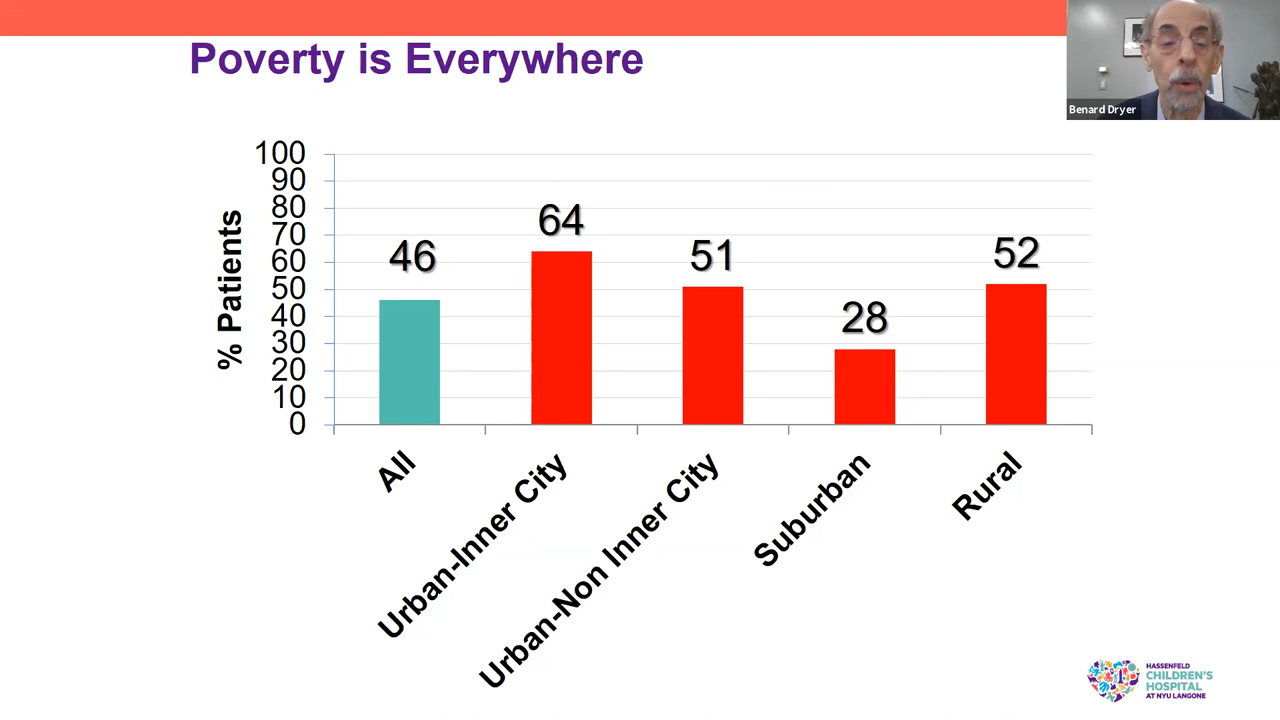 Poverty is Everywhere
Benard Dryer
% Patients
100
90
80
70
60
50
40
30
20
10
0
46
64
51
28
52
All
Urban-Inner City
Urban-Non Inner City
Suburban
Rural
HASSENFELD
CHILDREN'S
HOSPITAL
AT NYU LANGONE